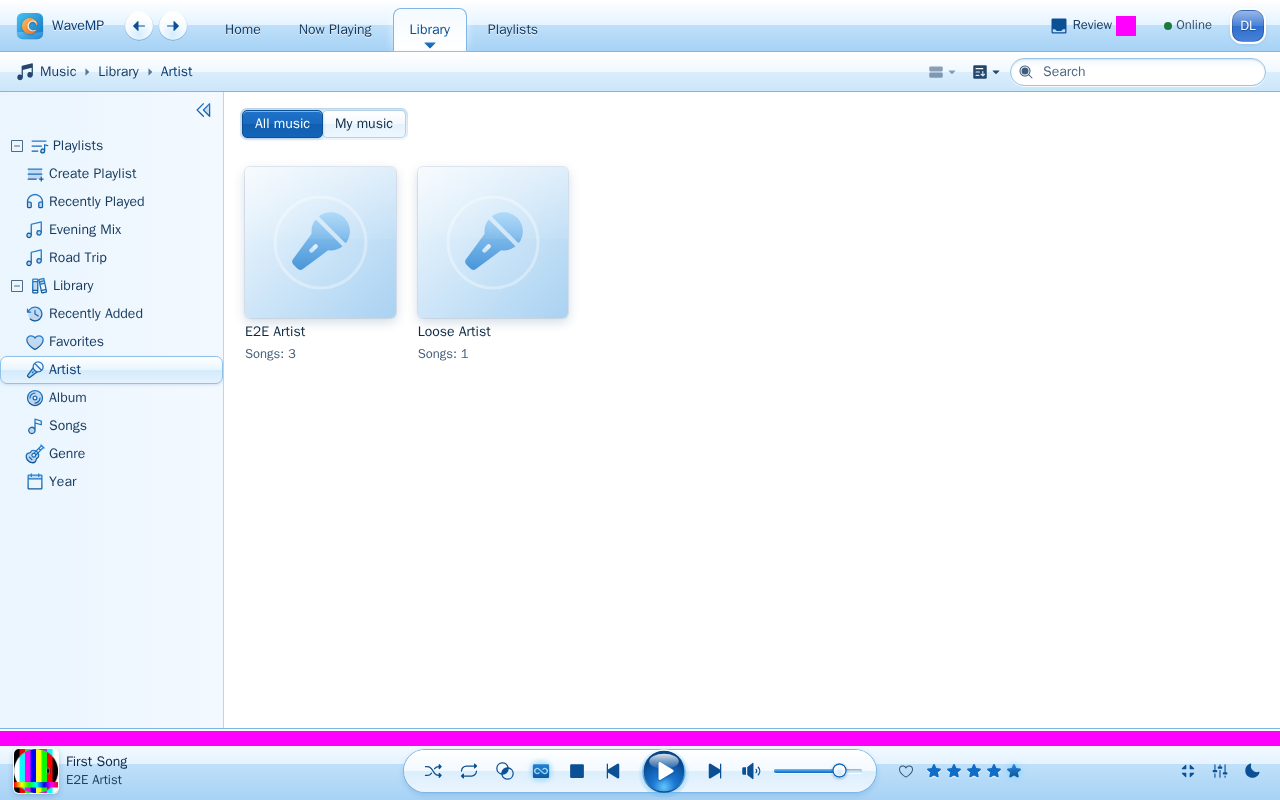 WaveMP
Home
Now Playing
Library
Playlists
Review
Online
DL
Music
Library
Artist
Search
Playlists
Create Playlist
Recently Played
Evening Mix
Road Trip
Library
Recently Added
Favorites
Artist
Album
Songs
Genre
Year
All music
My music
E2E Artist
Songs: 3
Loose Artist
Songs: 1
First Song
E2E Artist